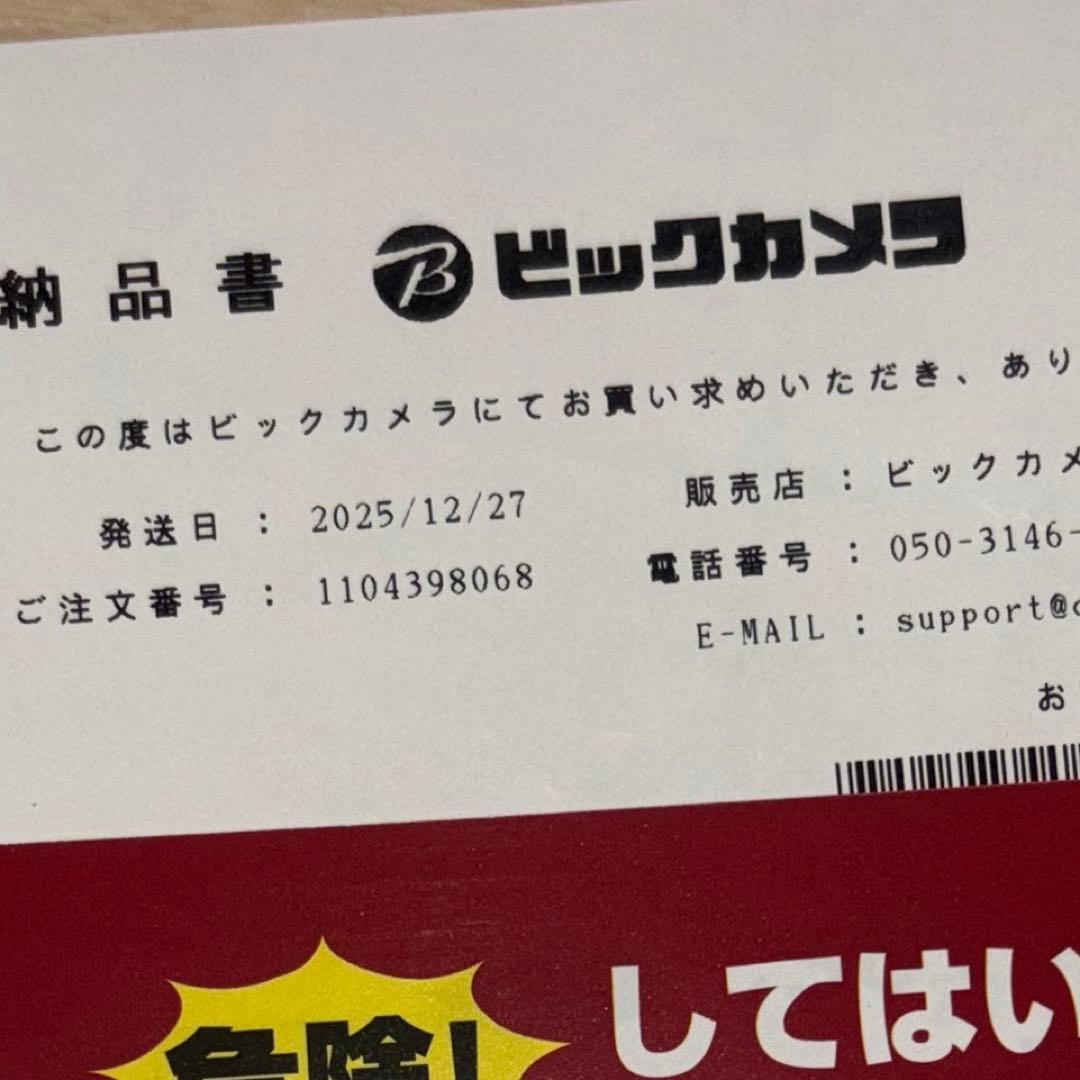 納品書 B ビックカメラ
この度はビックカメラにてお買い求めいただき、あり
発送日 : 2025/12/27
販売店 : ビックカメ
ご注文番号 : 1104398068
電話番号 : 050-3146-
E-MAIL : support@
お
危険!
してはい